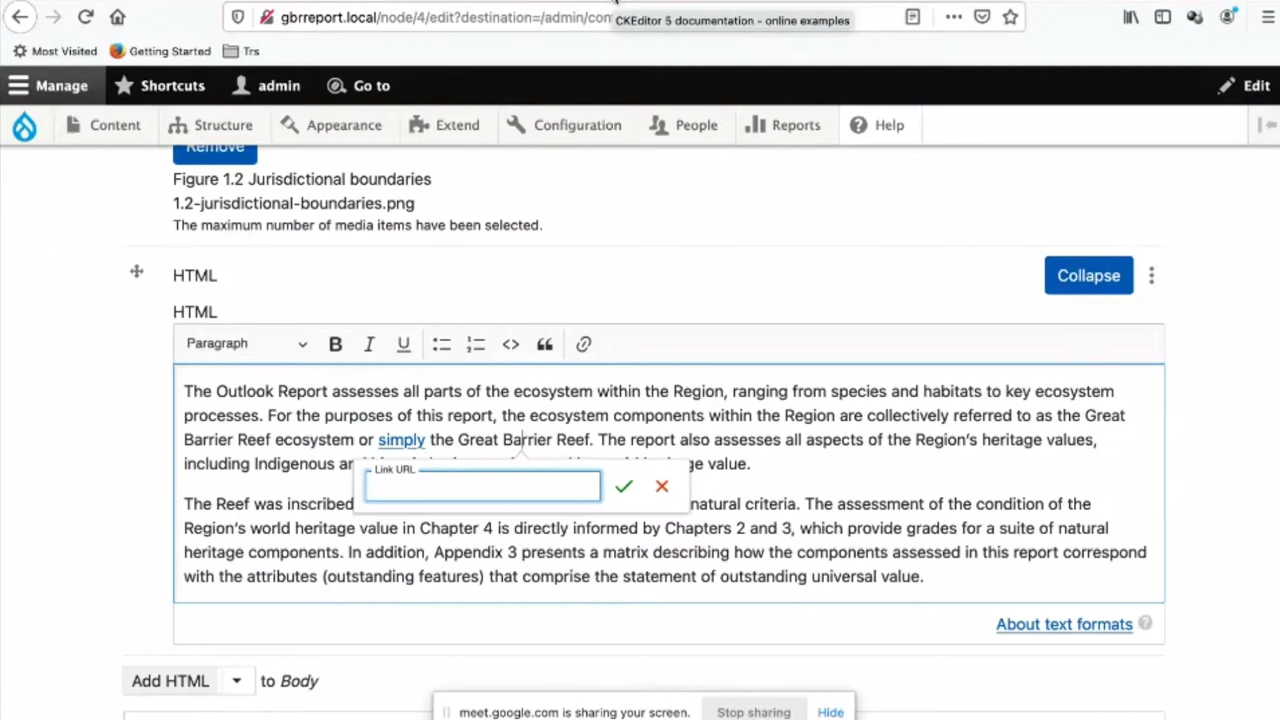 gbrreport.local/node/4/edit?destination=/admin/con
CKEditor 5 documentation - online examples
Most Visited Getting Started Trs
Manage Shortcuts admin Go to Edit
Content Structure Appearance Extend Configuration People Reports Help
Remove
Figure 1.2 Jurisdictional boundaries
1.2-jurisdictional-boundaries.png
The maximum number of media items have been selected.
HTML
Collapse
HTML
Paragraph B I U
The Outlook Report assesses all parts of the ecosystem within the Region, ranging from species and habitats to key ecosystem
processes. For the purposes of this report, the ecosystem components within the Region are collectively referred to as the Great
Barrier Reef ecosystem or simply the Great Barrier Reef. The report also assesses all aspects of the Region's heritage values,
including Indigenous value.
Link URL
The Reef was inscribed natural criteria. The assessment of the condition of the
Region's world heritage value in Chapter 4 is directly informed by Chapters 2 and 3, which provide grades for a suite of natural
heritage components. In addition, Appendix 3 presents a matrix describing how the components assessed in this report correspond
with the attributes (outstanding features) that comprise the statement of outstanding universal value.
About text formats
Add HTML to Body
meet.google.com is sharing your screen. Stop sharing Hide